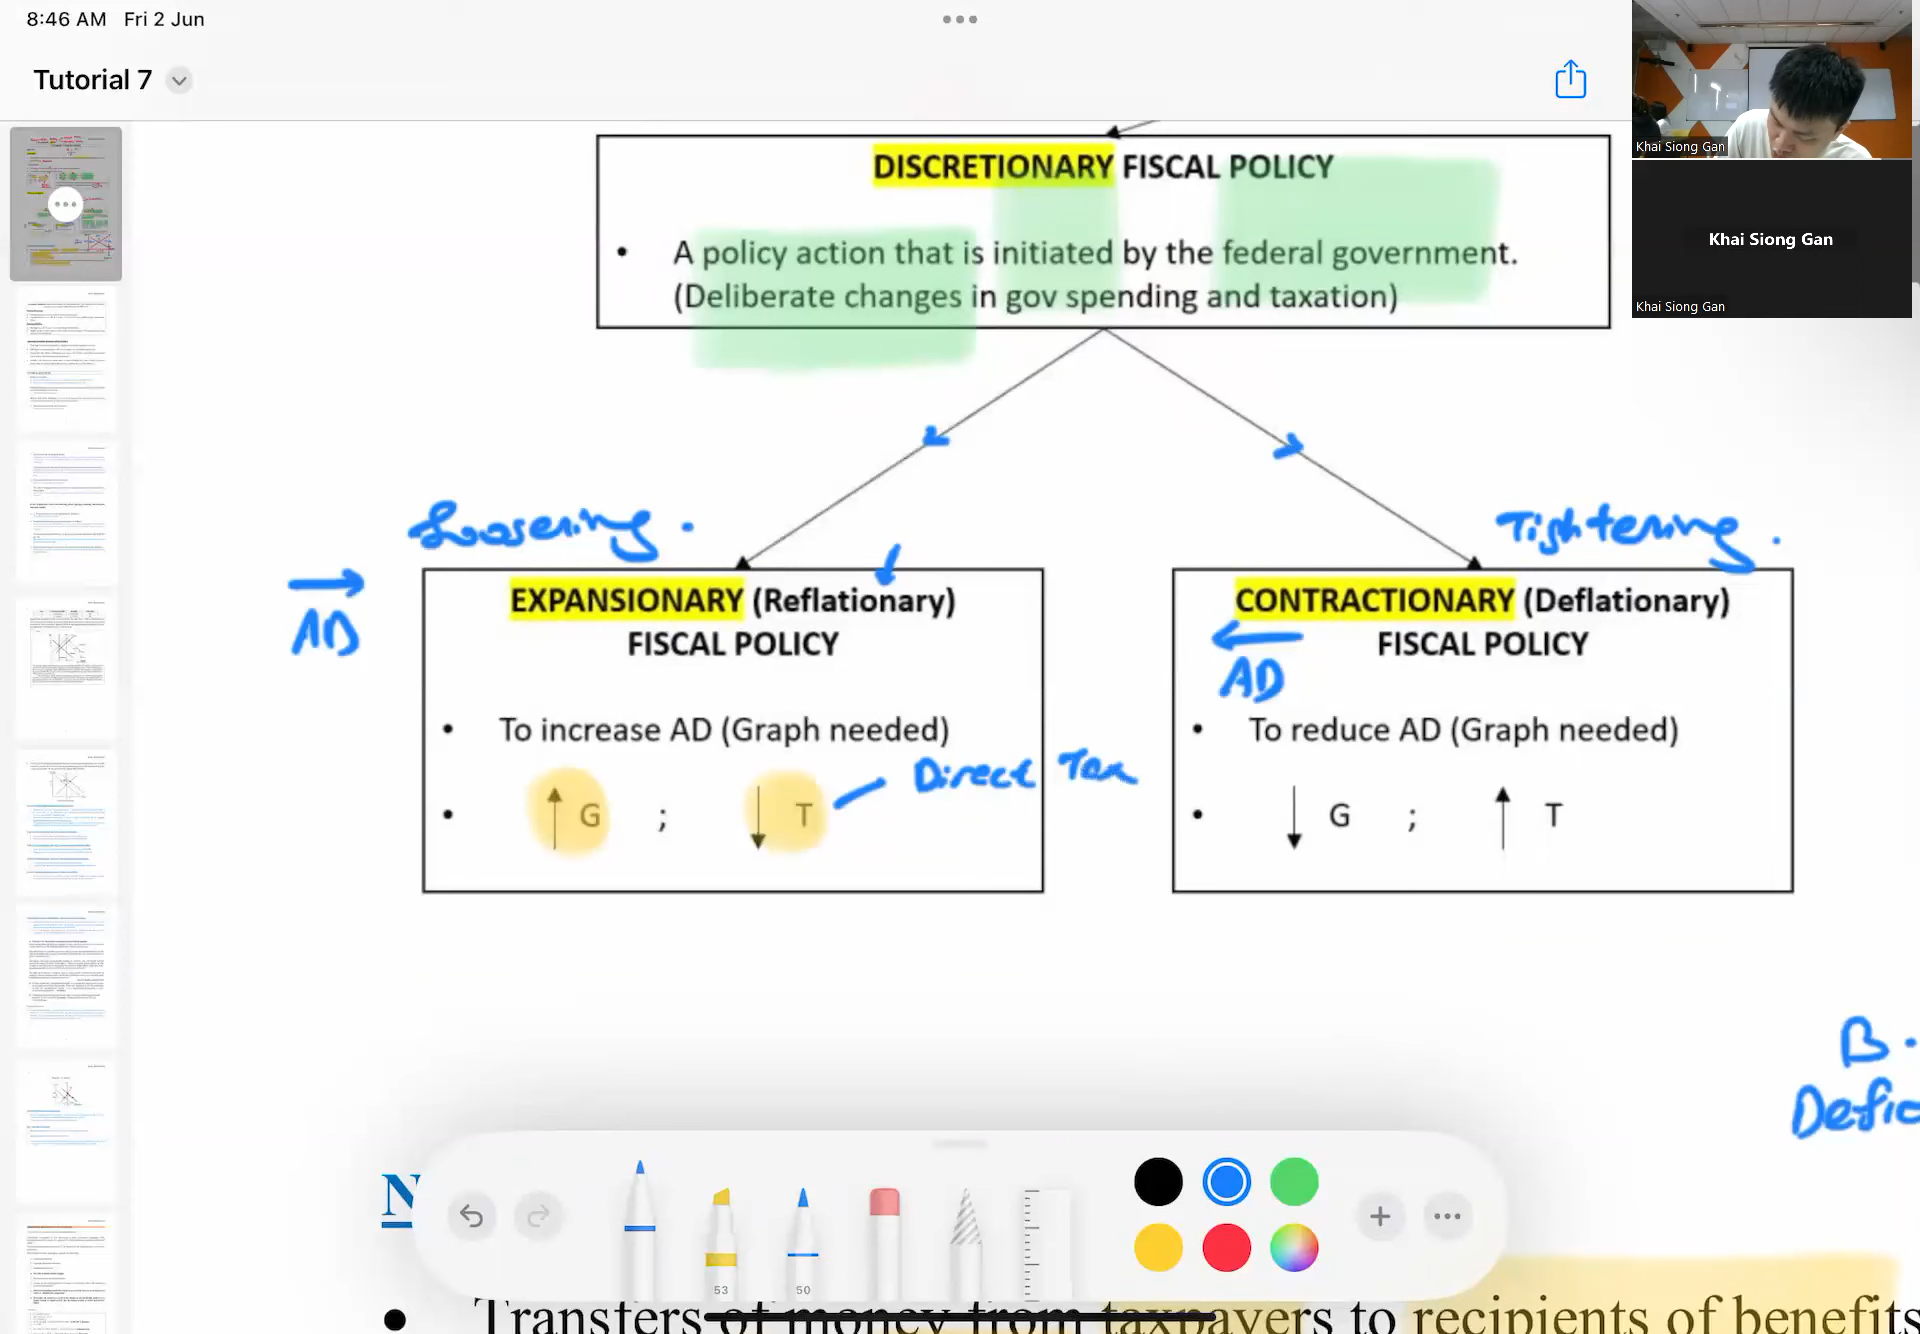 8:46 AM Fri 2 Jun
Tutorial 7
Khai Siong Gan
Khai Siong Gan
Khai Siong Gan
DISCRETIONARY FISCAL POLICY
• A policy action that is initiated by the federal government.
(Deliberate changes in gov spending and taxation)
Loosening.
Tightening.
AD
EXPANSIONARY (Reflationary)
FISCAL POLICY
• To increase AD (Graph needed)
• ↑ G ; ↓ T
Direct Tax
CONTRACTIONARY (Deflationary)
FISCAL POLICY
AD
• To reduce AD (Graph needed)
• ↓ G ; ↑ T
B.
N
53
50
• Transfers of money from taxpayers to recipients of benefits